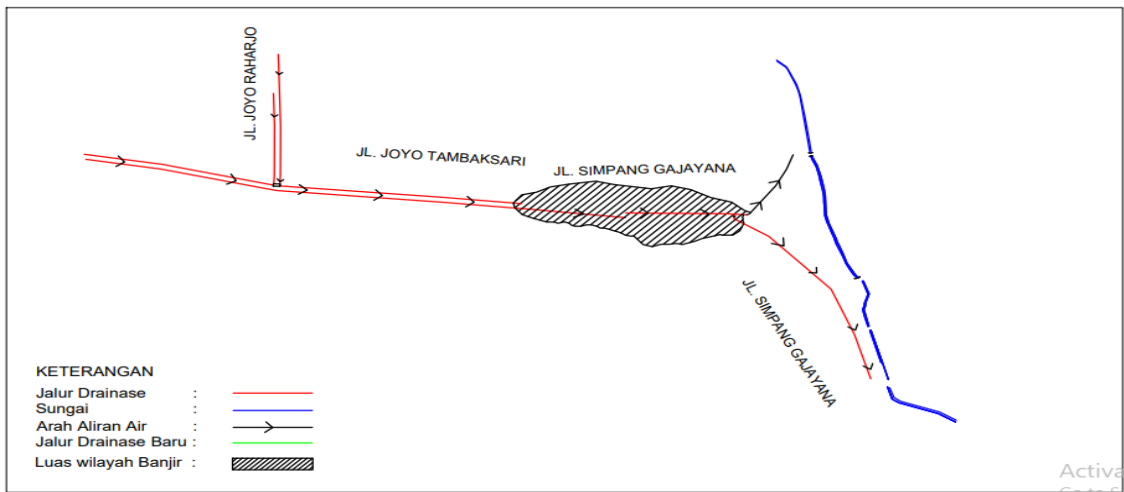 JL. JOYO RAHARJO
JL. JOYO TAMBAKSARI
JL. SIMPANG GAJAYANA
JL. SIMPANG GAJAYANA
KETERANGAN
Jalur Drainase :
Sungai :
Arah Aliran Air :
Jalur Drainase Baru :
Luas wilayah Banjir :
Activa